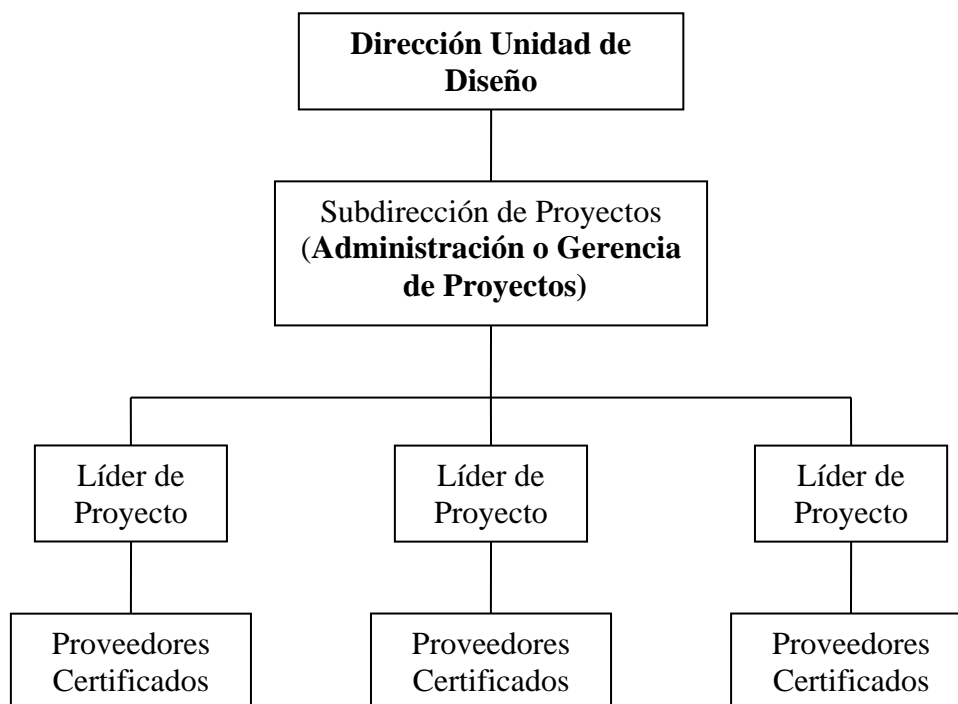 Dirección Unidad de
Diseño
Subdirección de Proyectos
(Administración o Gerencia
de Proyectos)
Líder de
Proyecto
Líder de
Proyecto
Líder de
Proyecto
Proveedores
Certificados
Proveedores
Certificados
Proveedores
Certificados